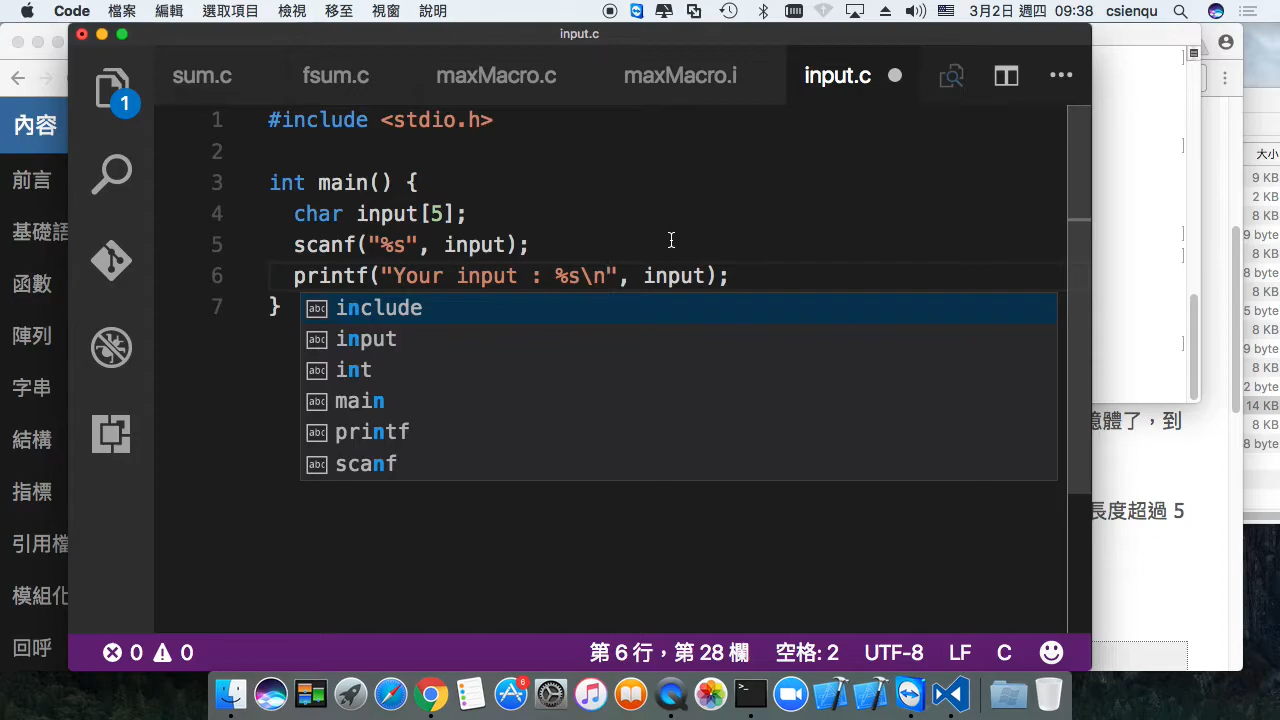 Code 檔案 編輯 選取項目 檢視 移至 視窗 說明 3月2日 週四 09:38 csienqu
input.c
sum.c fsum.c maxMacro.c maxMacro.i input.c
1
1 #include <stdio.h>
2
3 int main() {
4 char input[5];
5 scanf("%s", input);
6 printf("Your input : %s\n", input);
7 }
abc include
abc input
abc int
abc main
abc printf
abc scanf
0 0 第 6 行，第 28 欄 空格: 2 UTF-8 LF C
內容
前言
基礎語
函數
陣列
字串
結構
指標
引用檔
模組化
回呼
憶體了，到
長度超過 5
大小
9 KB
2 KB
8 KB
9 byte
8 KB
8 byte
5 byte
8 KB
9 byte
8 KB
2 byte
14 KB
8 KB
8 byte
6